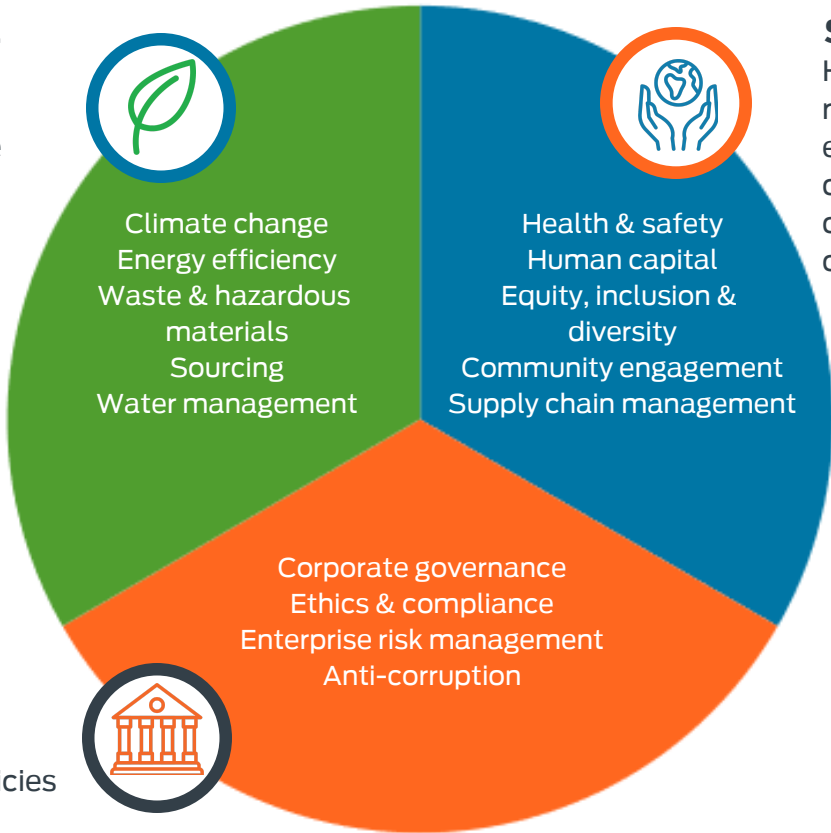 Climate change
Energy efficiency
Waste & hazardous
materials
Sourcing
Water management
Health & safety
Human capital
Equity, inclusion &
diversity
Community engagement
Supply chain management
Corporate governance
Ethics & compliance
Enterprise risk management
Anti-corruption